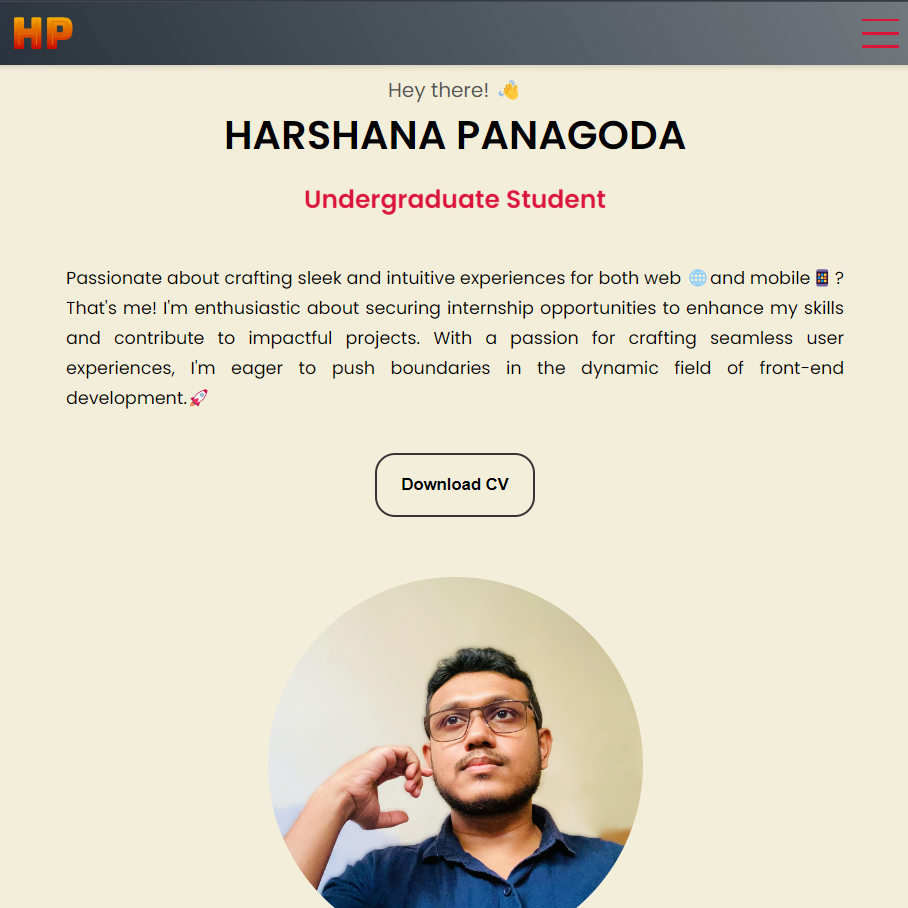 HP
Hey there! 👋
HARSHANA PANAGODA
Undergraduate Student
Passionate about crafting sleek and intuitive experiences for both web 🌐and mobile📱?
That's me! I'm enthusiastic about securing internship opportunities to enhance my skills
and contribute to impactful projects. With a passion for crafting seamless user
experiences, I'm eager to push boundaries in the dynamic field of front-end
development.🚀
Download CV